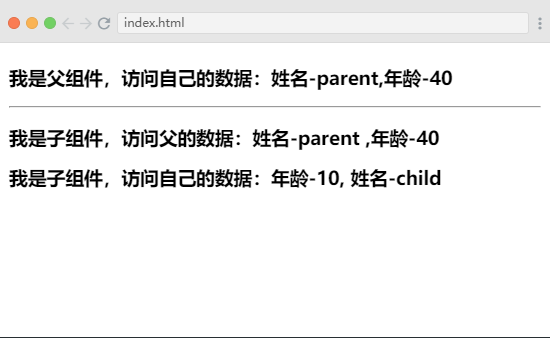 index.html
我是父组件，访问自己的数据：姓名-parent,年龄-40
我是子组件，访问父的数据：姓名-parent ,年龄-40
我是子组件，访问自己的数据：年龄-10, 姓名-child